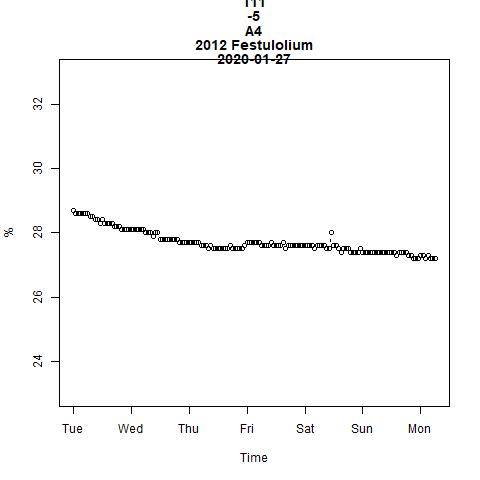 T11
-5
A4
2012 Festulolium
2020-01-27
32
30
28
26
24
%
Tue Wed Thu Fri Sat Sun Mon
Time